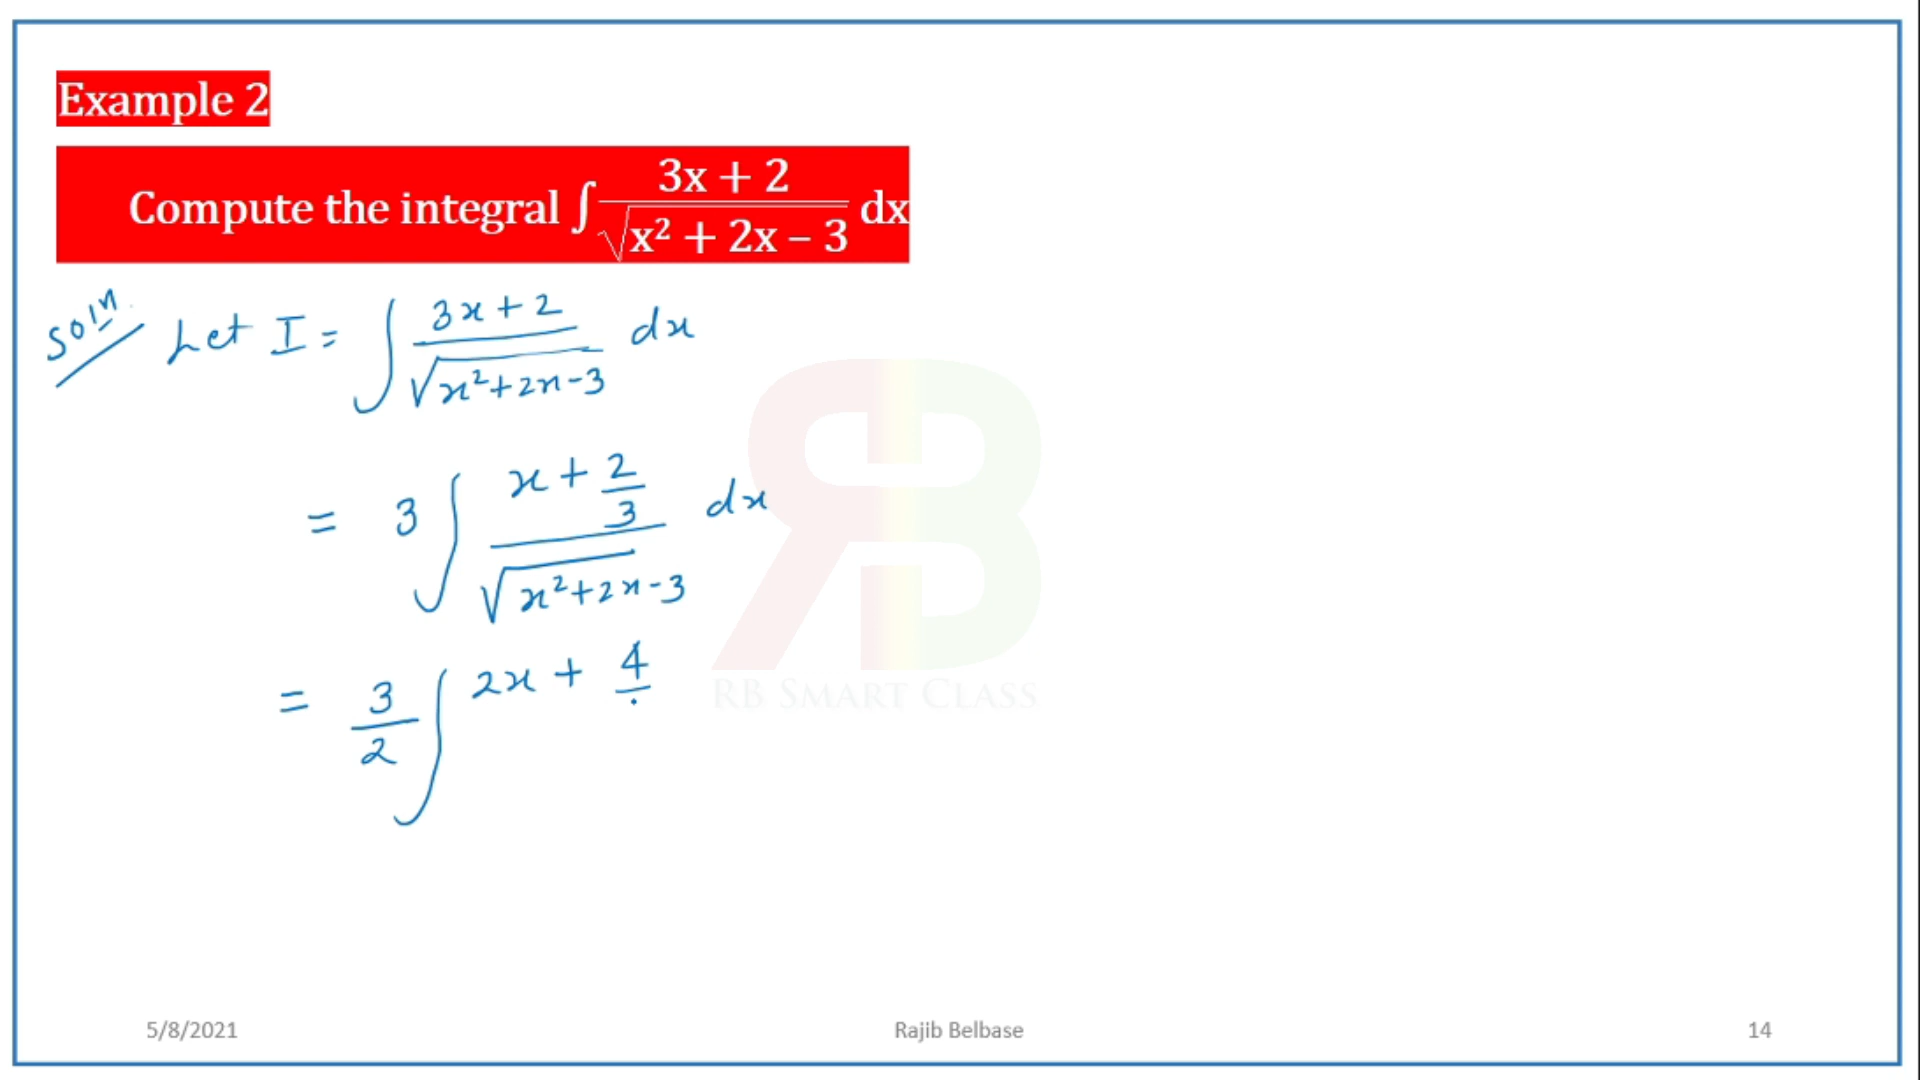 Example 2
Compute the integral ∫ (3x + 2)/√(x² + 2x – 3) dx
Soln. Let I = ∫ (3x + 2)/√(x²+2x-3) dx
= 3 ∫ (x + 2/3)/√(x²+2x-3) dx
= 3/2 ∫ 2x + 4/
RB SMART CLASS
5/8/2021 Rajib Belbase 14